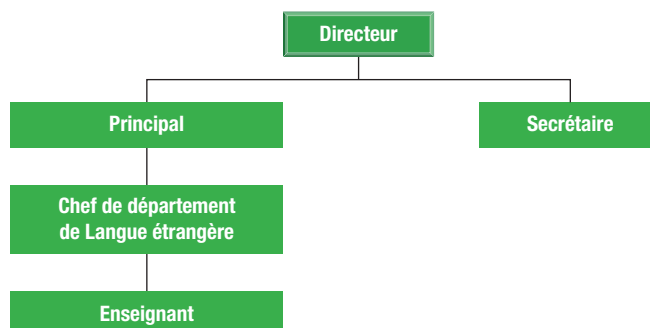 Directeur
Principal
Secrétaire
Chef de département
de Langue étrangère
Enseignant